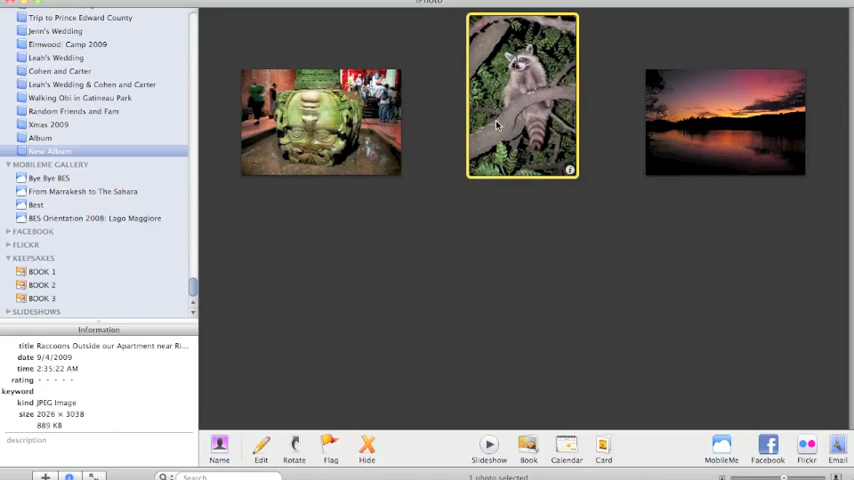 iPhoto
Trip to Prince Edward County
Jenn's Wedding
Elmwood: Camp 2009
Leah's Wedding
Cohen and Carter
Leah's Wedding & Cohen and Carter
Walking Obi in Gatineau Park
Random Friends and Fam
Xmas 2009
Album
New Album
MOBILEME GALLERY
Bye Bye BES
From Marrakesh to The Sahara
Best
BES Orientation 2008: Lago Maggiore
FACEBOOK
FLICKR
KEEPSAKES
BOOK 1
BOOK 2
BOOK 3
SLIDESHOWS
Information
title Raccoons Outside our Apartment near Ri...
date 9/4/2009
time 2:35:22 AM
rating
keyword
kind JPEG Image
size 2026 × 3038
889 KB
description
Name Edit Rotate Flag Hide Slideshow Book Calendar Card MobileMe Facebook Flickr Email
Search
1 photo selected